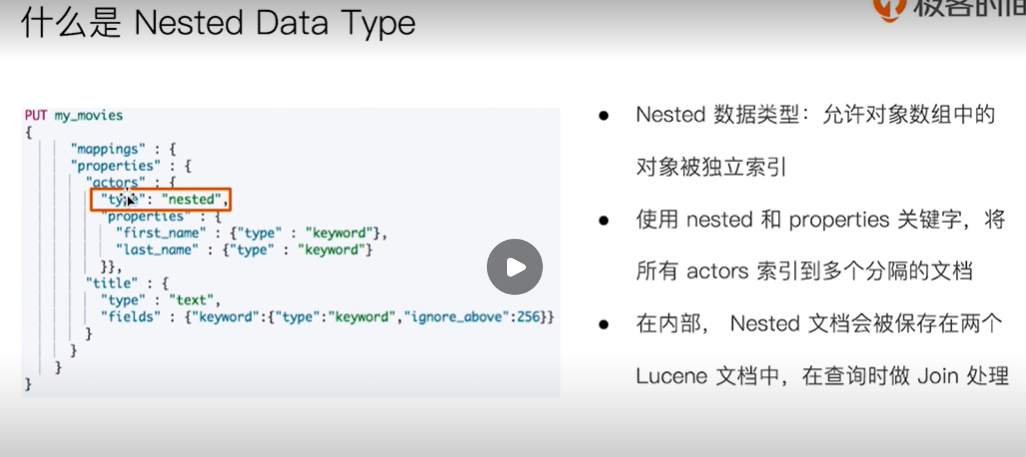 什么是 Nested Data Type
极客时间
PUT my_movies
{
"mappings" : {
"properties" : {
"actors" : {
"type": "nested",
"properties" : {
"first_name" : {"type" : "keyword"},
"last_name" : {"type" : "keyword"}
}},
"title" : {
"type" : "text",
"fields" : {"keyword":{"type":"keyword","ignore_above":256}}
}
}
}
}
● Nested 数据类型：允许对象数组中的
对象被独立索引
● 使用 nested 和 properties 关键字，将
所有 actors 索引到多个分隔的文档
● 在内部， Nested 文档会被保存在两个
Lucene 文档中，在查询时做 Join 处理